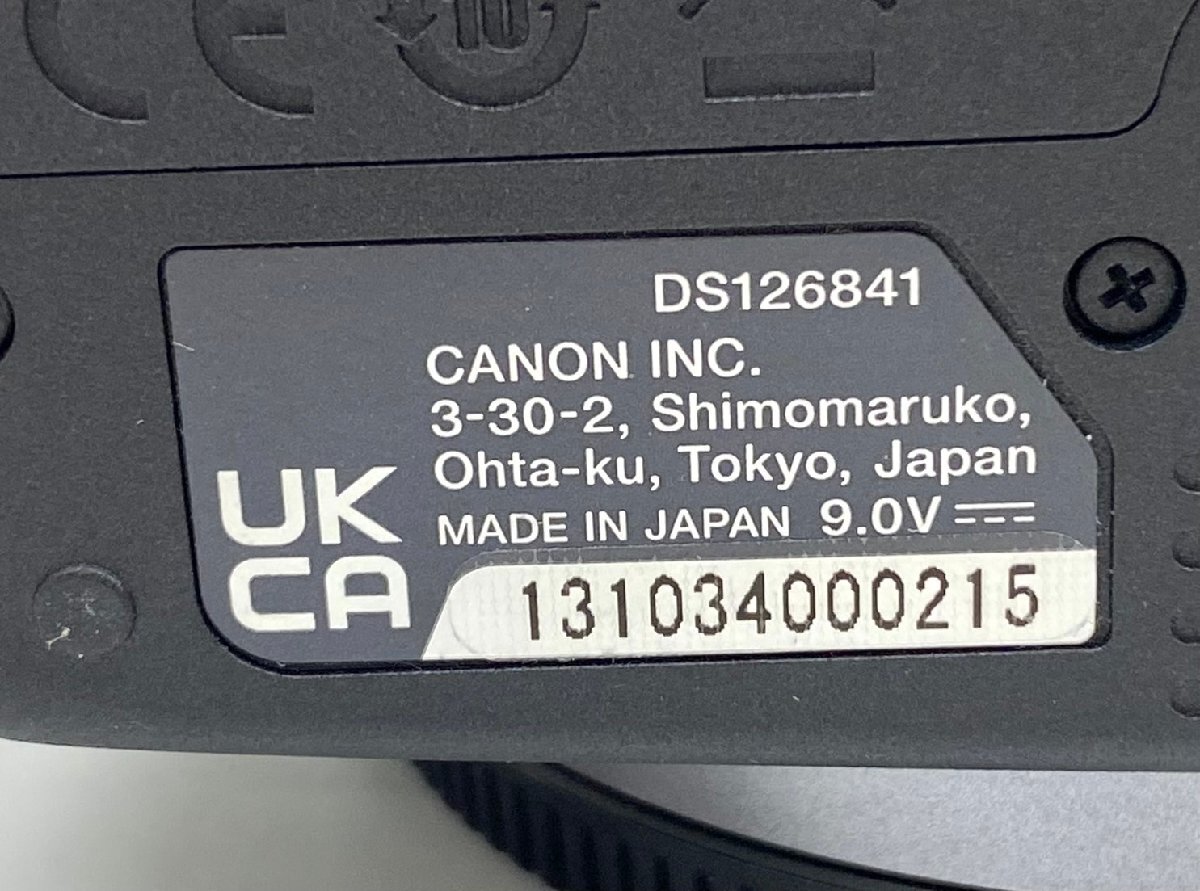 CE
DS126841
CANON INC.
3-30-2, Shimomaruko,
Ohta-ku, Tokyo, Japan
MADE IN JAPAN 9.0V
UK
CA
131034000215